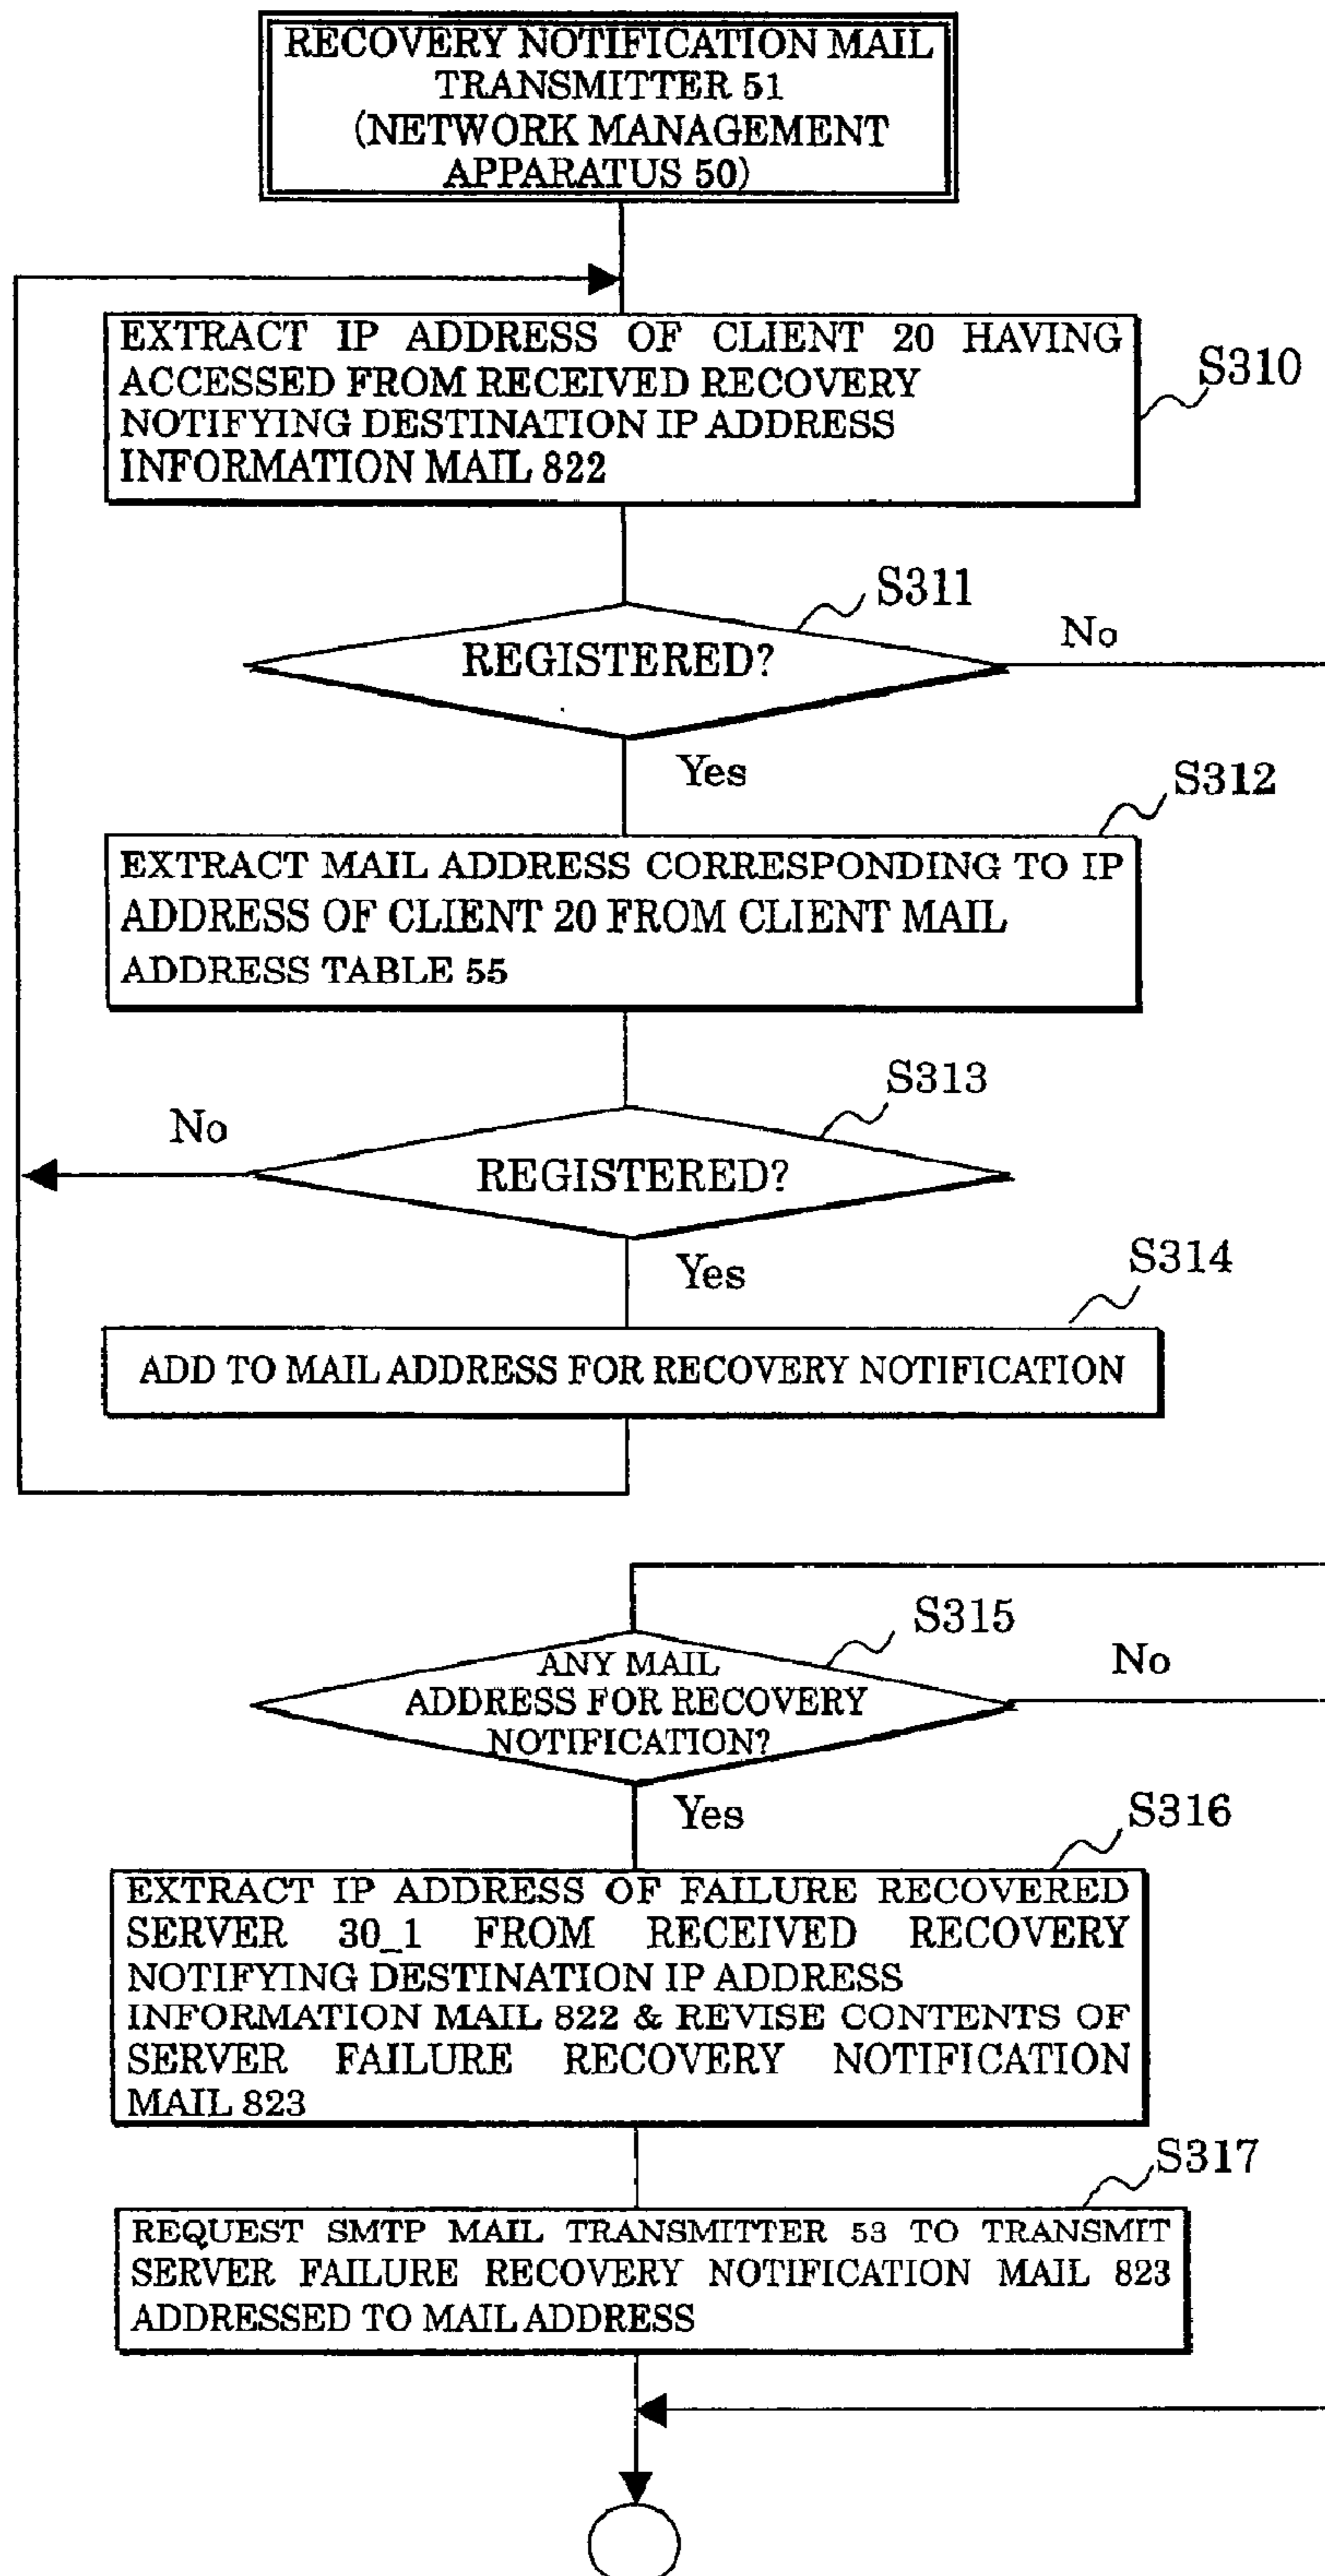 RECOVERY NOTIFICATION MAIL
TRANSMITTER 51
(NETWORK MANAGEMENT
APPARATUS 50)
EXTRACT IP ADDRESS OF CLIENT 20 HAVING
ACCESSED FROM RECEIVED RECOVERY
NOTIFYING DESTINATION IP ADDRESS
INFORMATION MAIL 822
S310
S311
REGISTERED?
No
Yes
S312
EXTRACT MAIL ADDRESS CORRESPONDING TO IP
ADDRESS OF CLIENT 20 FROM CLIENT MAIL
ADDRESS TABLE 55
S313
No
REGISTERED?
Yes
S314
ADD TO MAIL ADDRESS FOR RECOVERY NOTIFICATION
S315
ANY MAIL
ADDRESS FOR RECOVERY
NOTIFICATION?
No
Yes
S316
EXTRACT IP ADDRESS OF FAILURE RECOVERED
SERVER 30_1 FROM RECEIVED RECOVERY
NOTIFYING DESTINATION IP ADDRESS
INFORMATION MAIL 822 & REVISE CONTENTS OF
SERVER FAILURE RECOVERY NOTIFICATION
MAIL 823
S317
REQUEST SMTP MAIL TRANSMITTER 53 TO TRANSMIT
SERVER FAILURE RECOVERY NOTIFICATION MAIL 823
ADDRESSED TO MAIL ADDRESS